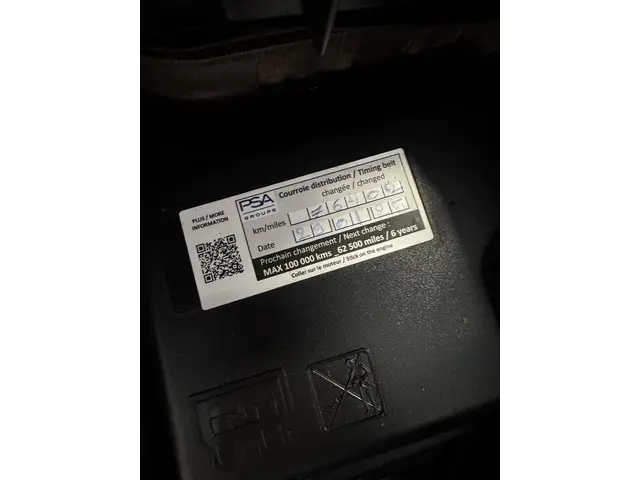 PLUS / MORE
INFORMATION
PSA
GROUPE
Courroie distribution / Timing belt
changée / changed
km/miles
Date
Prochain changement / Next change :
MAX 100 000 kms _62 500 miles / 6 years
Coller sur le moteur / Stick on the engine